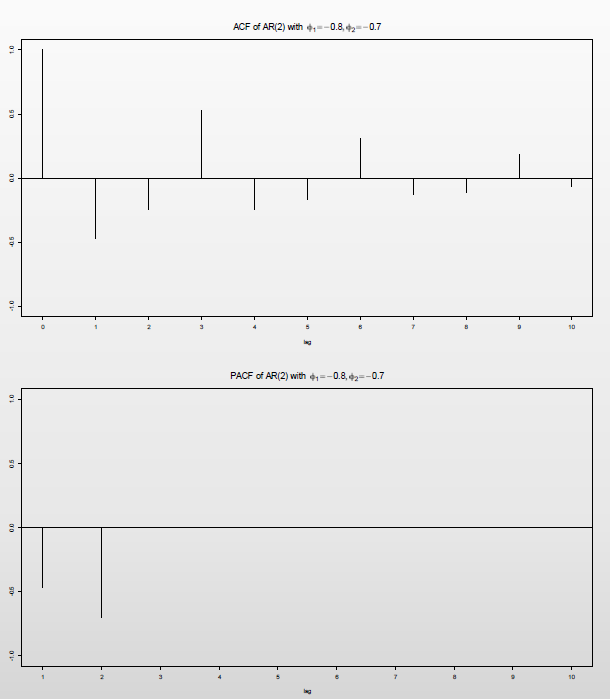 ACF of AR(2) with ϕ₁=−0.8, ϕ₂=−0.7
1.0
0.5
0.0
-0.5
-1.0
0 1 2 3 4 5 6 7 8 9 10
lag
PACF of AR(2) with ϕ₁=−0.8, ϕ₂=−0.7
1.0
0.5
0.0
-0.5
-1.0
1 2 3 4 5 6 7 8 9 10
lag